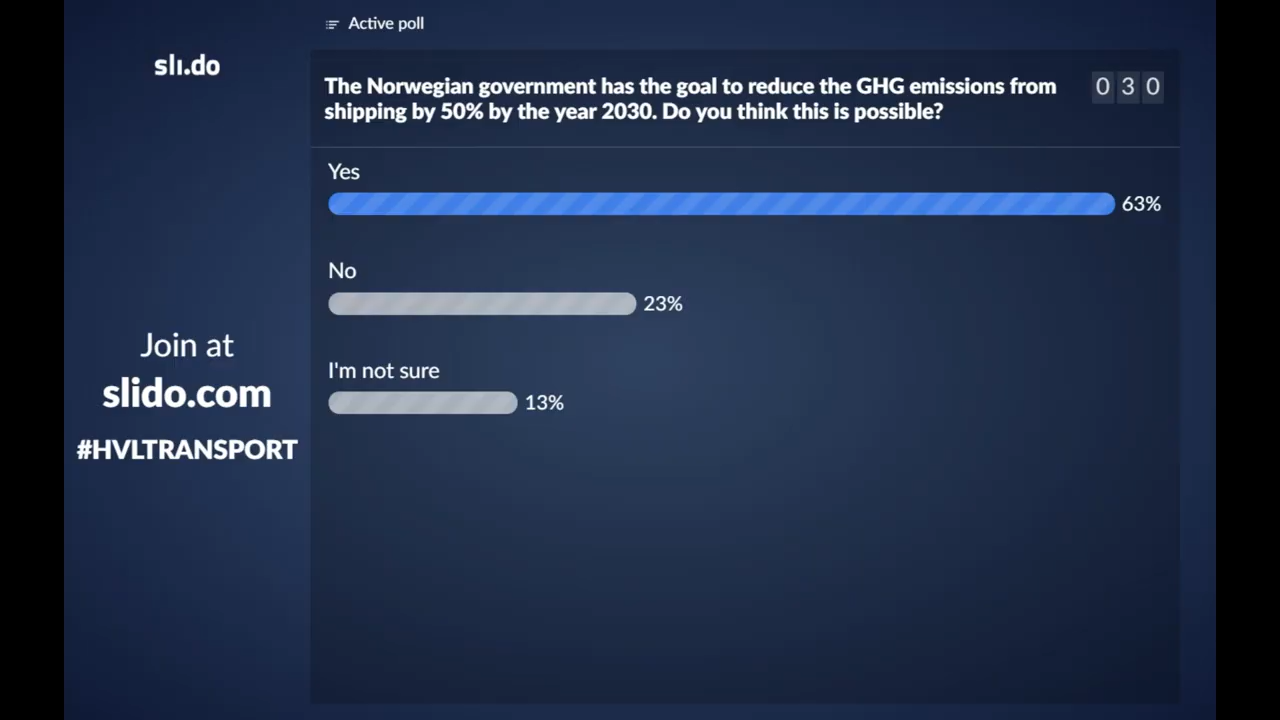 Active poll
sli.do
The Norwegian government has the goal to reduce the GHG emissions from
shipping by 50% by the year 2030. Do you think this is possible?
030
Yes
63%
No
23%
I'm not sure
13%
Join at
slido.com
#HVLTRANSPORT